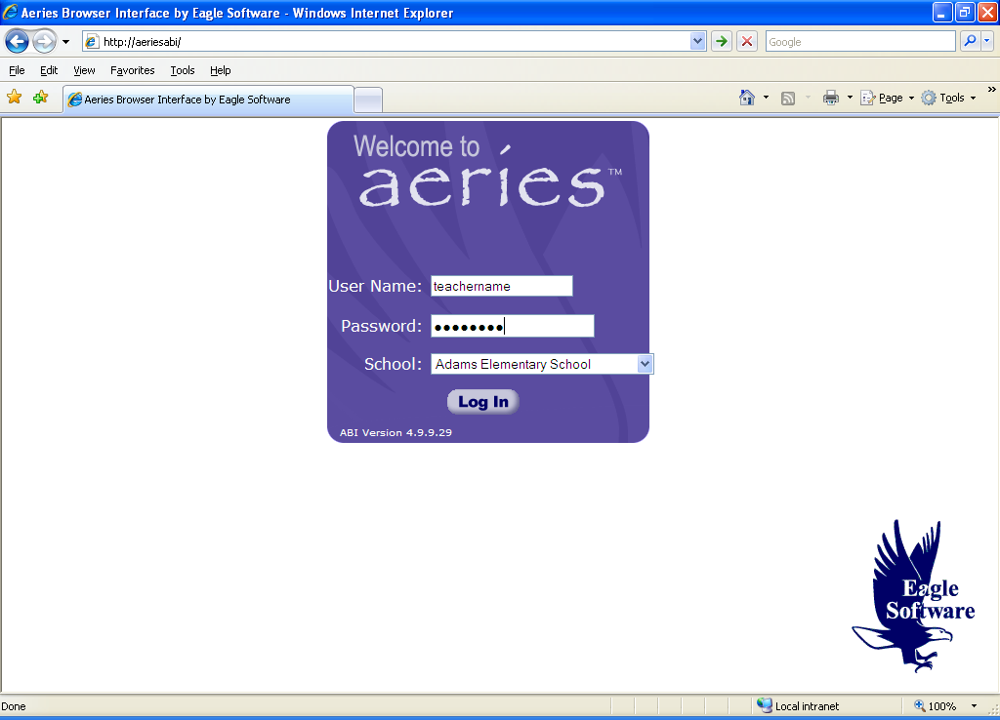 Aeries Browser Interface by Eagle Software - Windows Internet Explorer
http://aeriesabi/
Google
File Edit View Favorites Tools Help
Aeries Browser Interface by Eagle Software
Page Tools »
Welcome to
aeries™
User Name: teachername
Password: ●●●●●●●●
School: Adams Elementary School
Log In
ABI Version 4.9.9.29
Eagle
Software
Done
Local intranet
100%